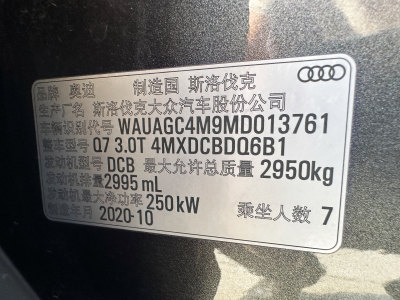 品牌 奥迪 制造国 斯洛伐克
生产厂名 斯洛伐克大众汽车股份公司
车辆识别代号 WAUAGC4M9MD013761
整车型号 Q7 3.0T 4MXDCBDQ6B1
发动机型号 DCB 最大允许总质量 2950kg
发动机排量 2995 mL
发动机最大净功率 250kW
制造年月 2020-10 乘坐人数 7